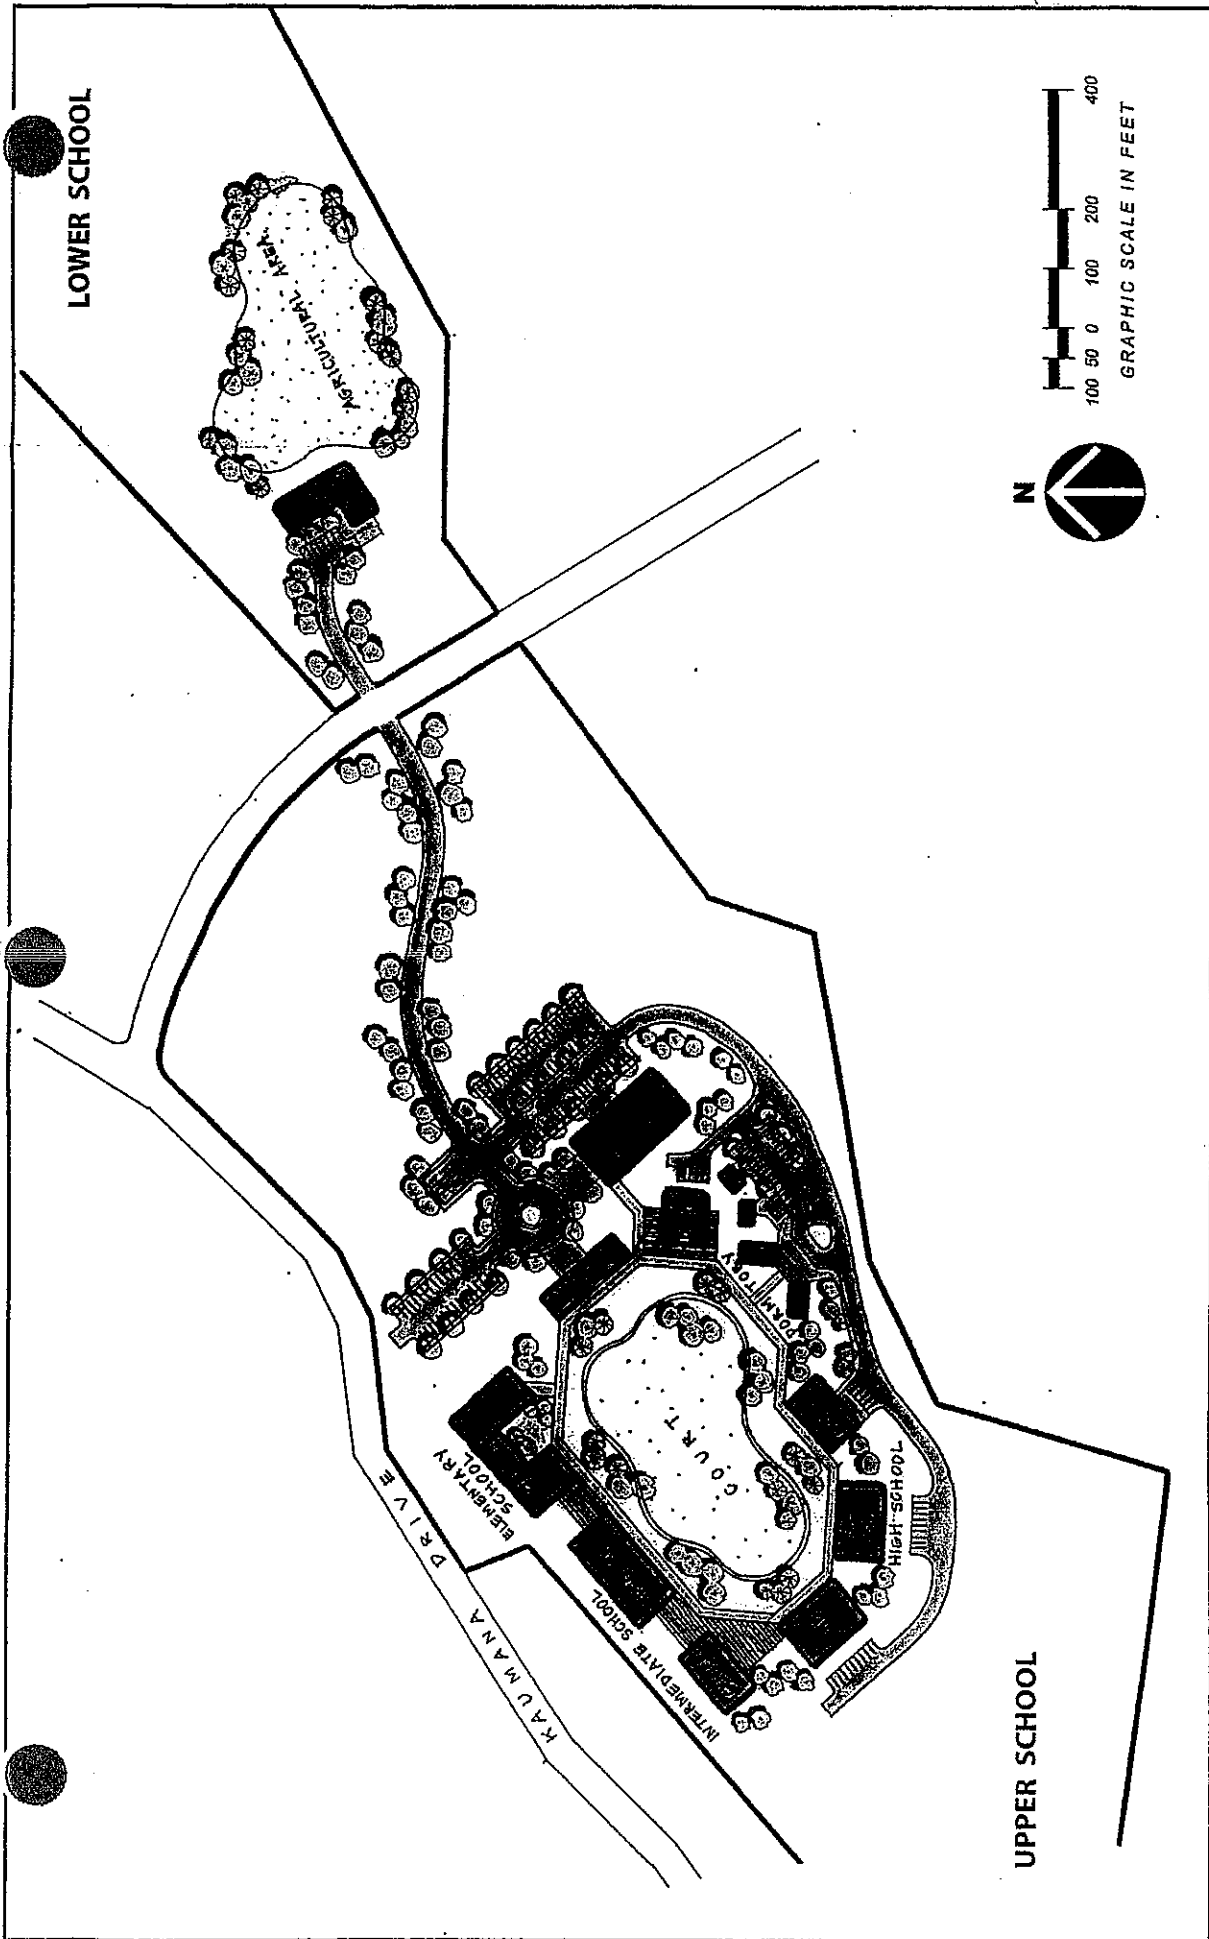 LOWER SCHOOL
AGRICULTURAL AREA
KAUMANA DRIVE
ELEMENTARY
SCHOOL
INTERMEDIATE SCHOOL
COURT
DORMITORY
HIGH SCHOOL
UPPER SCHOOL
N
100 50 0 100 200 400
GRAPHIC SCALE IN FEET